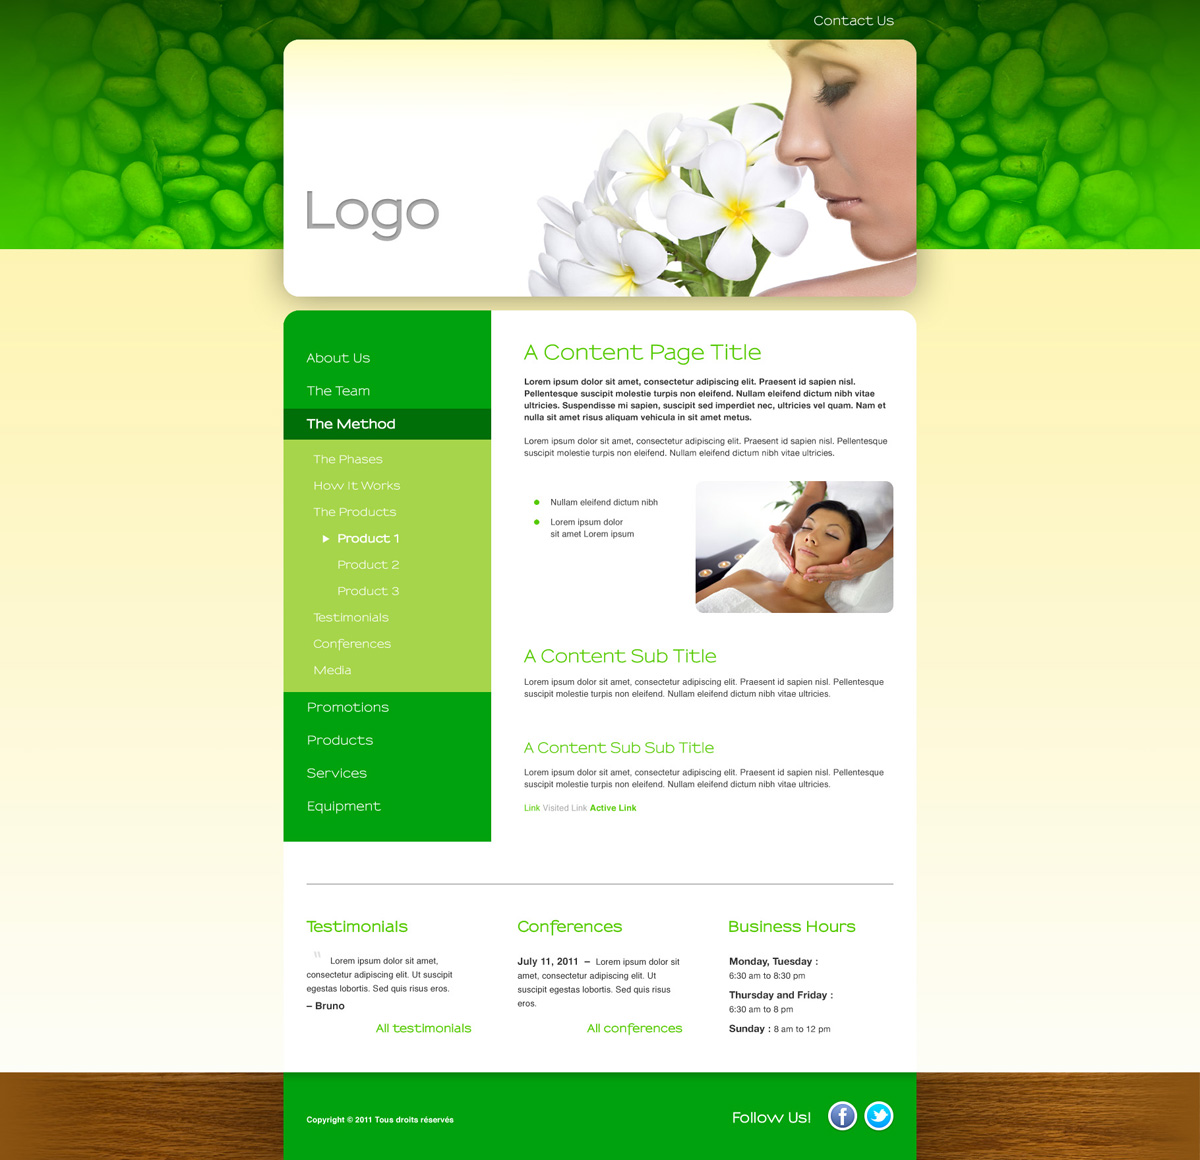 Contact Us
Logo
About Us
The Team
The Method
The Phases
How It Works
The Products
Product 1
Product 2
Product 3
Testimonials
Conferences
Media
Promotions
Products
Services
Equipment
A Content Page Title
Lorem ipsum dolor sit amet, consectetur adipiscing elit. Praesent id sapien nisl.
Pellentesque suscipit molestie turpis non eleifend. Nullam eleifend dictum nibh vitae
ultricies. Suspendisse mi sapien, suscipit sed imperdiet nec, ultricies vel quam. Nam et
nulla sit amet risus aliquam vehicula in sit amet metus.
Lorem ipsum dolor sit amet, consectetur adipiscing elit. Praesent id sapien nisl. Pellentesque
suscipit molestie turpis non eleifend. Nullam eleifend dictum nibh vitae ultricies.
Nullam eleifend dictum nibh
Lorem ipsum dolor
sit amet Lorem ipsum
A Content Sub Title
Lorem ipsum dolor sit amet, consectetur adipiscing elit. Praesent id sapien nisl. Pellentesque
suscipit molestie turpis non eleifend. Nullam eleifend dictum nibh vitae ultricies.
A Content Sub Sub Title
Lorem ipsum dolor sit amet, consectetur adipiscing elit. Praesent id sapien nisl. Pellentesque
suscipit molestie turpis non eleifend. Nullam eleifend dictum nibh vitae ultricies.
Link Visited Link Active Link
Testimonials
" Lorem ipsum dolor sit amet,
consectetur adipiscing elit. Ut suscipit
egestas lobortis. Sed quis risus eros.
– Bruno
All testimonials
Conferences
July 11, 2011 – Lorem ipsum dolor sit
amet, consectetur adipiscing elit. Ut
suscipit egestas lobortis. Sed quis risus
eros.
All conferences
Business Hours
Monday, Tuesday :
6:30 am to 8:30 pm
Thursday and Friday :
6:30 am to 8 pm
Sunday : 8 am to 12 pm
Copyright © 2011 Tous droits réservés
Follow Us!
f